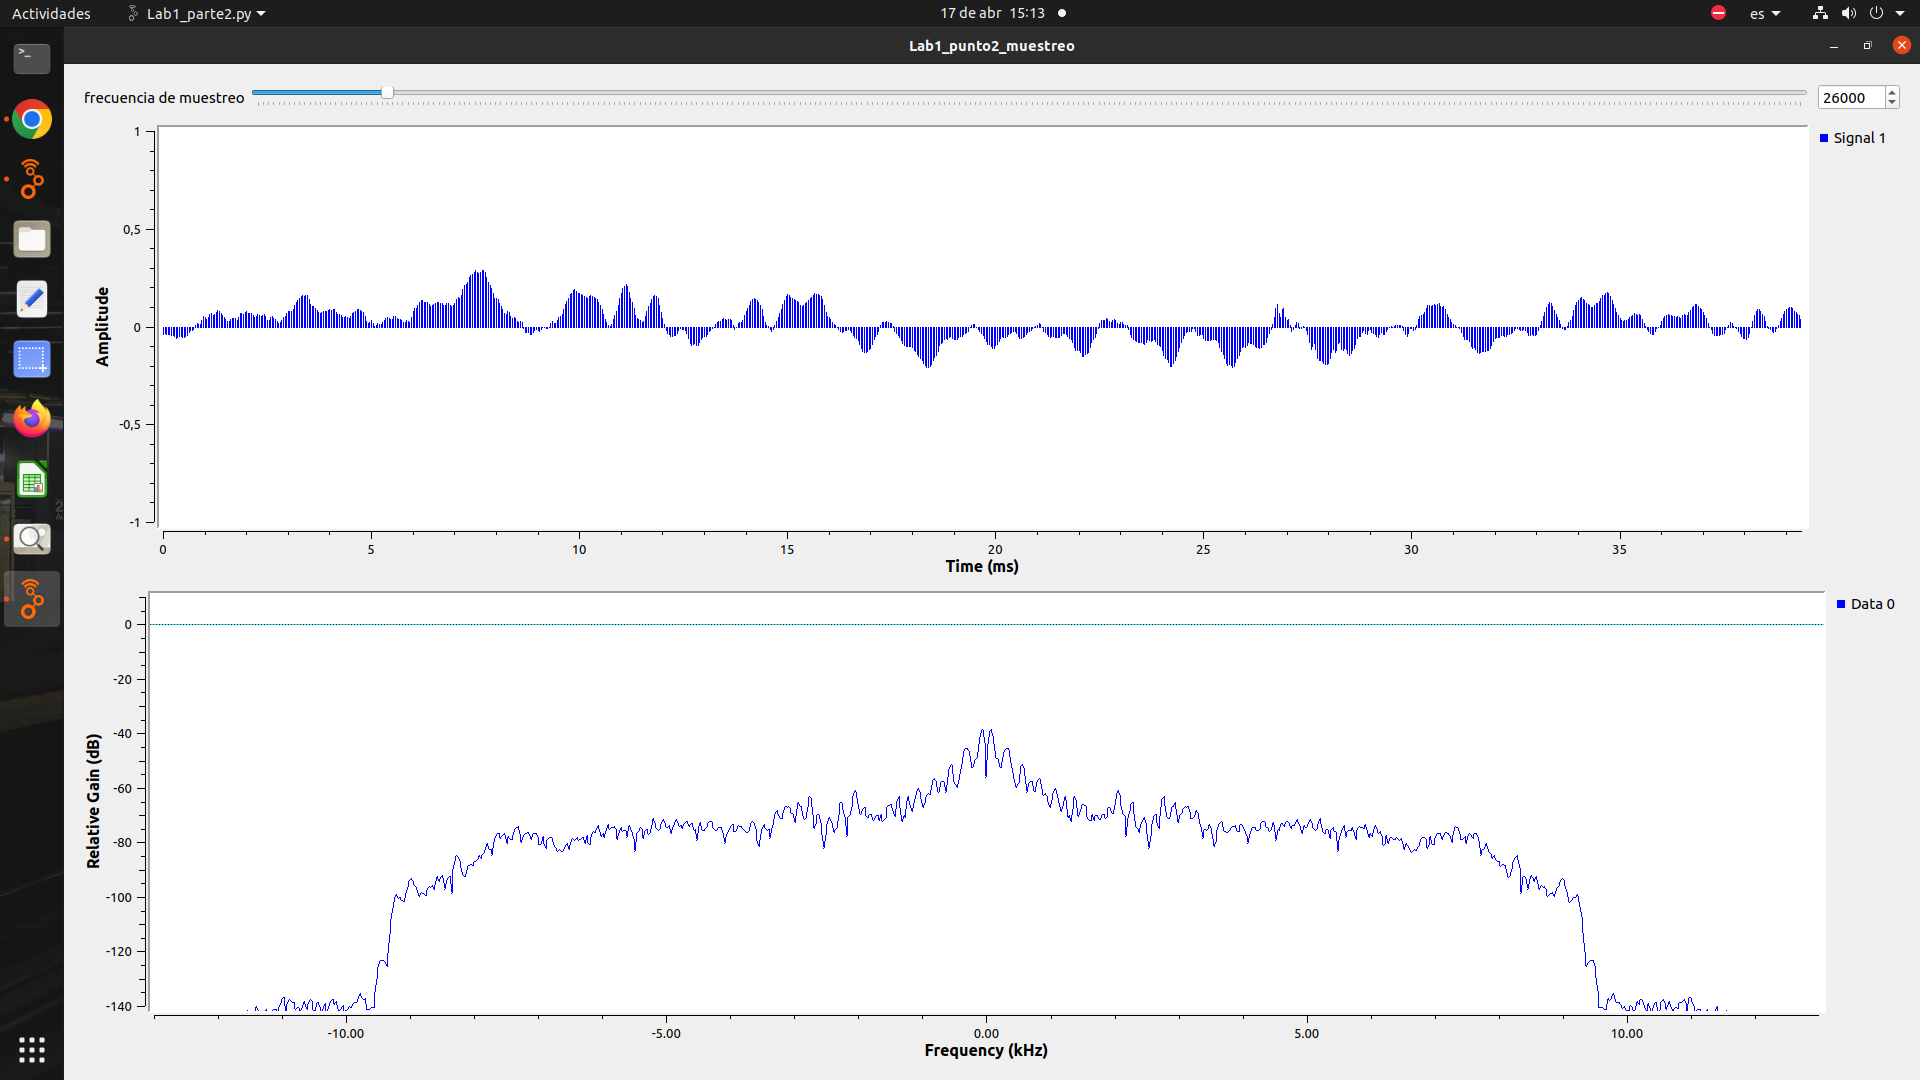 Actividades
Lab1_parte2.py
17 de abr 15:13
es
Lab1_punto2_muestreo
frecuencia de muestreo
26000
Signal 1
Amplitude
1
0,5
0
-0,5
-1
0 5 10 15 20 25 30 35
Time (ms)
Data 0
Relative Gain (dB)
0
-20
-40
-60
-80
-100
-120
-140
-10.00 -5.00 0.00 5.00 10.00
Frequency (kHz)